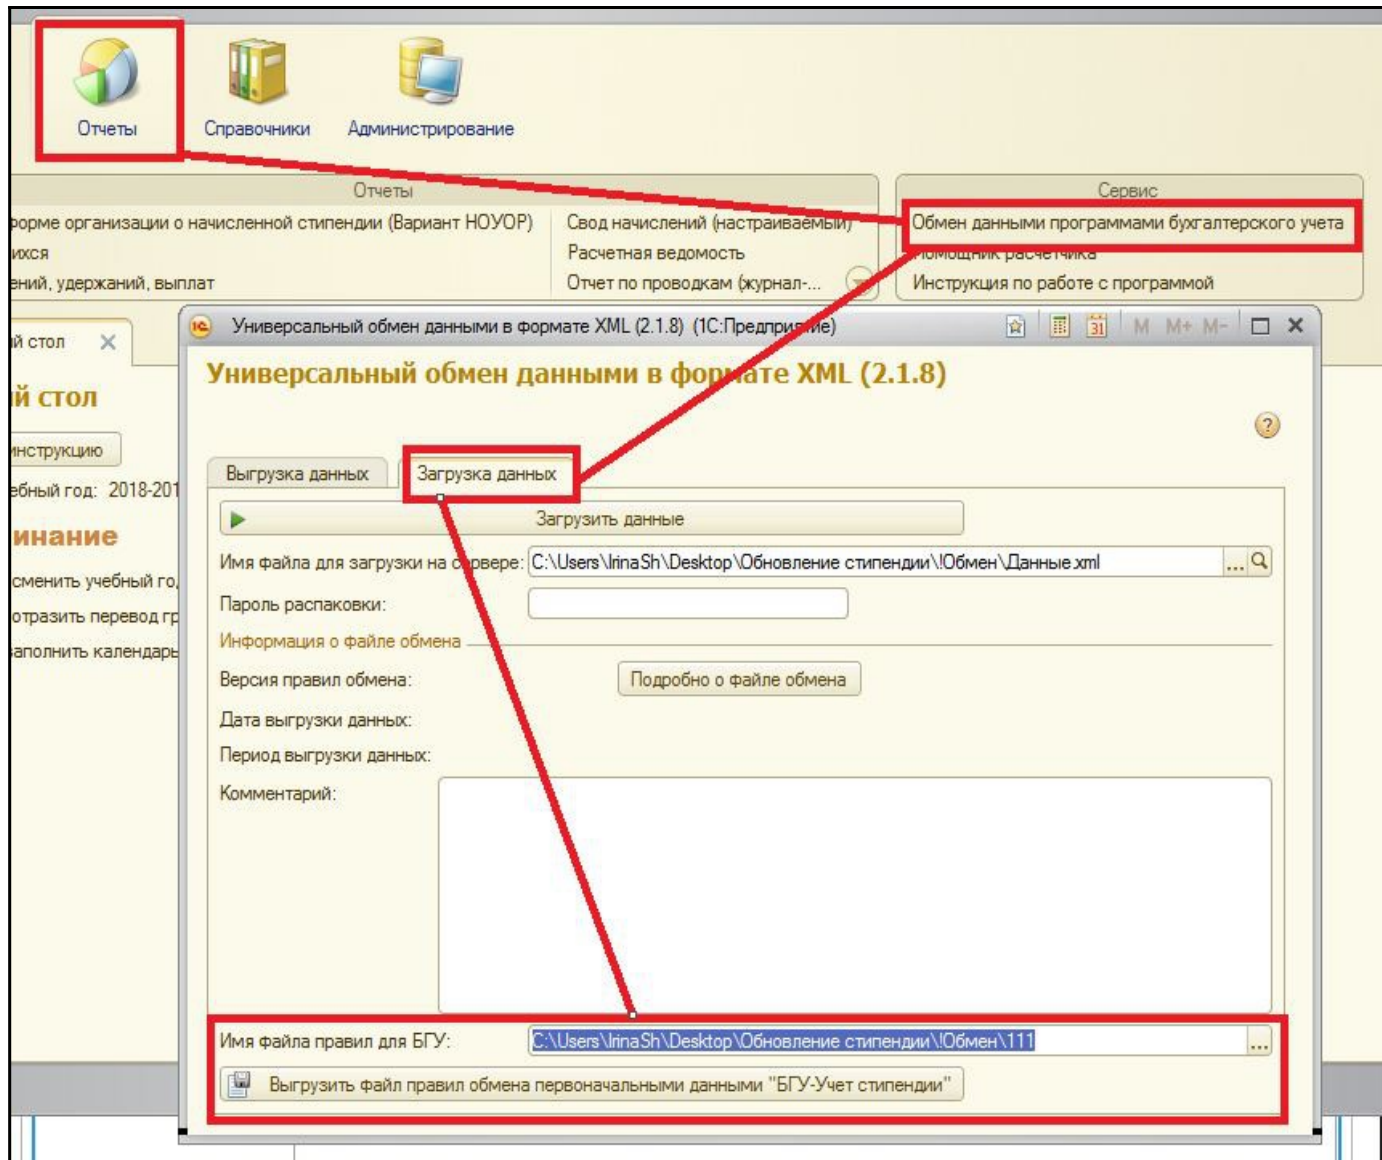 Отчеты
Справочники
Администрирование
Отчеты
форме организации о начисленной стипендии (Вариант НОУОР)
ихся
ений, удержаний, выплат
Свод начислений (настраиваемый)
Расчетная ведомость
Отчет по проводкам (журнал-...
Сервис
Обмен данными программами бухгалтерского учета
Помощник расчетчика
Инструкция по работе с программой
й стол
Универсальный обмен данными в формате XML (2.1.8) (1С:Предприятие)
31 M M+ M-
Универсальный обмен данными в формате XML (2.1.8)
й стол
инструкцию
ебный год: 2018-201
инание
сменить учебный го
отразить перевод гр
заполнить календарь
?
Выгрузка данных
Загрузка данных
Загрузить данные
Имя файла для загрузки на сервере: C:\Users\IrinaSh\Desktop\Обновление стипендии\!Обмен\Данные.xml ...
Пароль распаковки:
Информация о файле обмена
Версия правил обмена:
Подробно о файле обмена
Дата выгрузки данных:
Период выгрузки данных:
Комментарий:
Имя файла правил для БГУ: C:\Users\IrinaSh\Desktop\Обновление стипендии\!Обмен\111 ...
Выгрузить файл правил обмена первоначальными данными "БГУ-Учет стипендии"